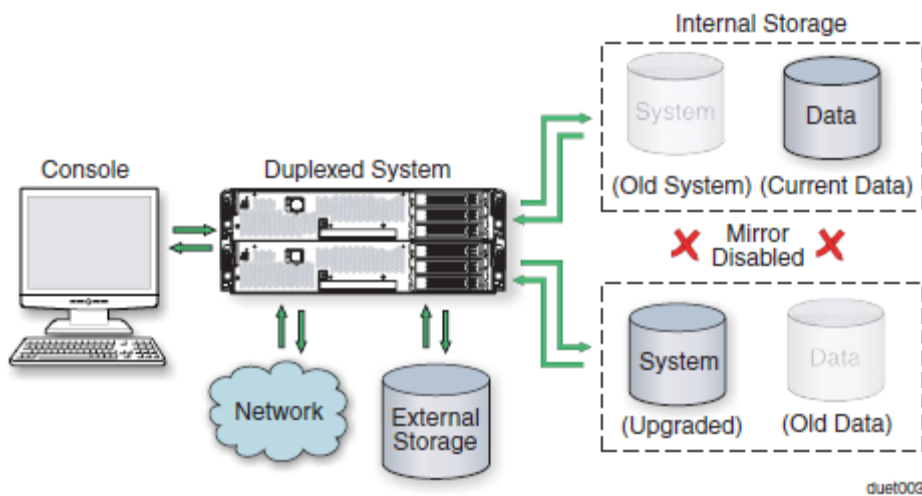 Internal Storage
System
Data
(Old System) (Current Data)
Console
Duplexed System
Mirror
Disabled
System
Data
(Upgraded)
(Old Data)
Network
External
Storage
duet003